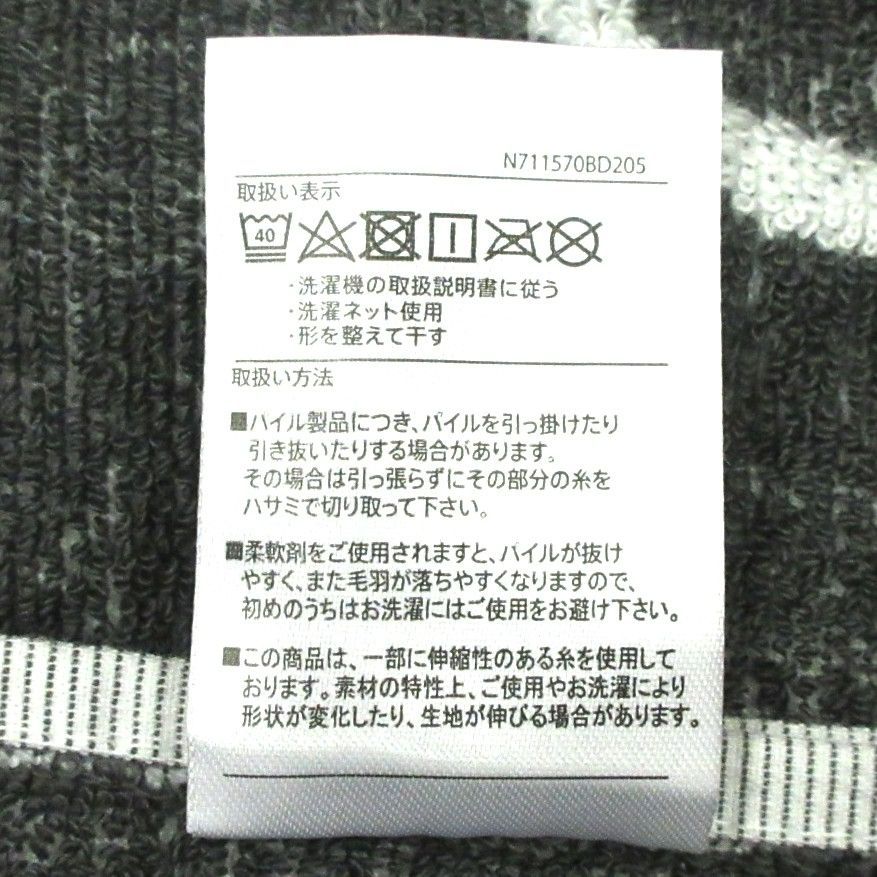 N711570BD205
取扱い表示
40
・洗濯機の取扱説明書に従う
・洗濯ネット使用
・形を整えて干す
取扱い方法
■パイル製品につき、パイルを引っ掛けたり
引き抜いたりする場合があります。
その場合は引っ張らずにその部分の糸を
ハサミで切り取って下さい。
■柔軟剤をご使用されますと、パイルが抜け
やすく、また毛羽が落ちやすくなりますので、
初めのうちはお洗濯にはご使用をお避け下さい。
■この商品は、一部に伸縮性のある糸を使用して
おります。素材の特性上、ご使用やお洗濯により
形状が変化したり、生地が伸びる場合があります。